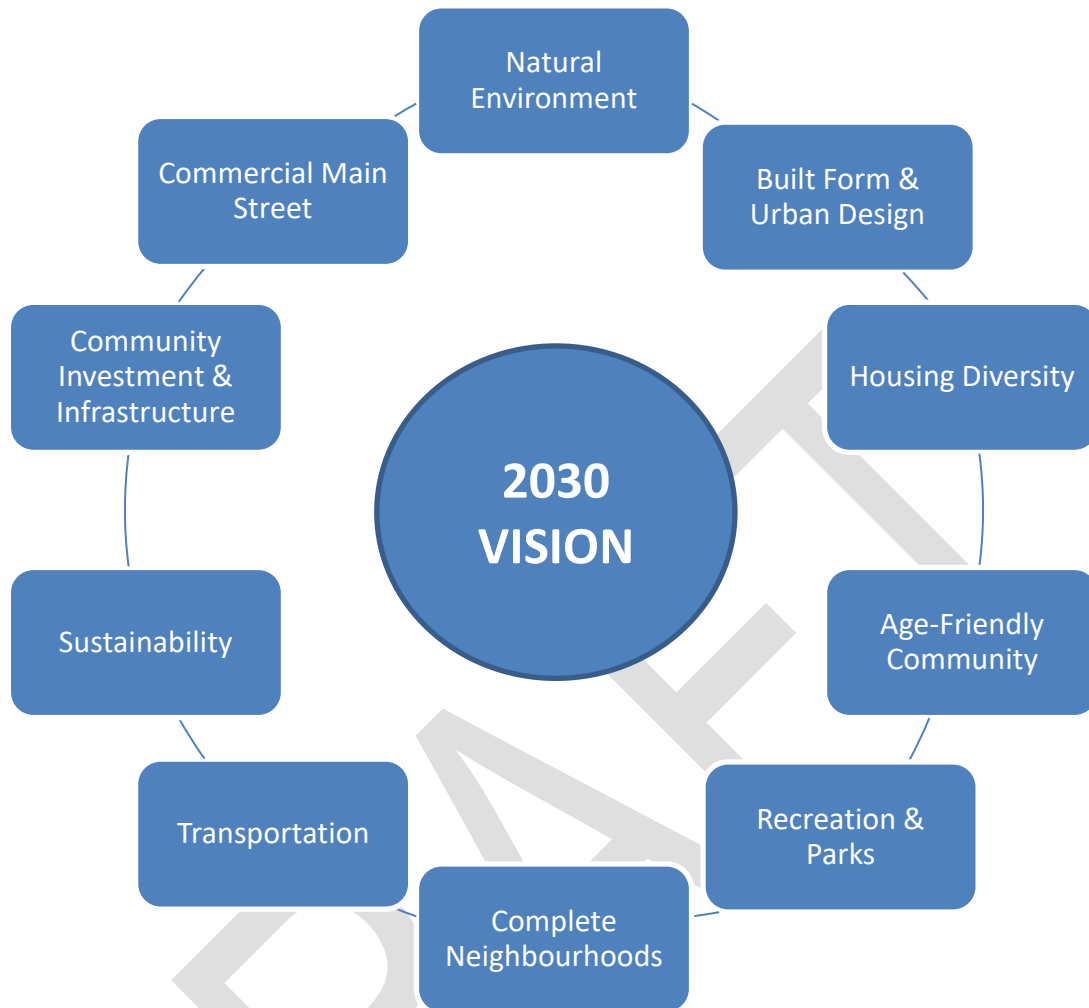 Natural
Environment
Built Form &
Urban Design
Housing Diversity
Age-Friendly
Community
Recreation &
Parks
Complete
Neighbourhoods
Transportation
Sustainability
Community
Investment &
Infrastructure
Commercial Main
Street
2030
VISION